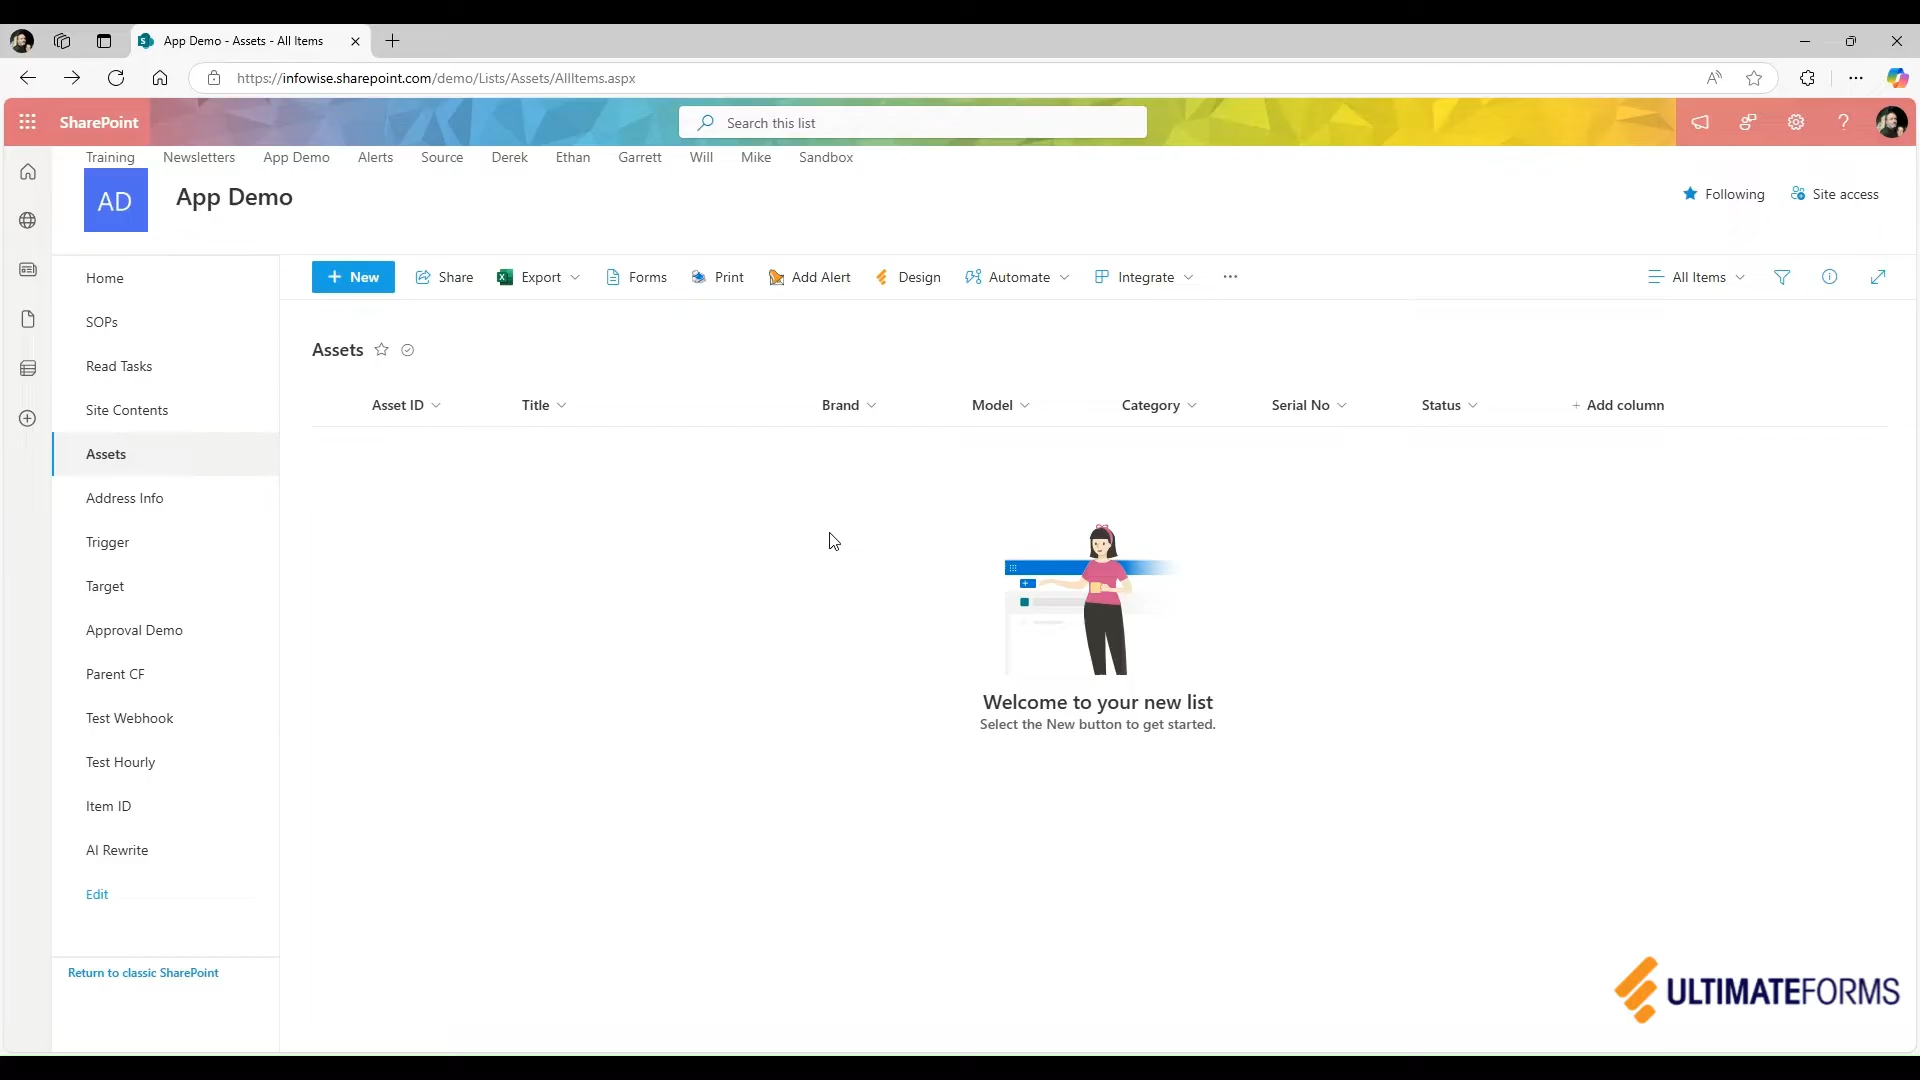 App Demo - Assets - All Items
https://infowise.sharepoint.com/demo/Lists/Assets/AllItems.aspx
SharePoint
Search this list
Training Newsletters App Demo Alerts Source Derek Ethan Garrett Will Mike Sandbox
AD
App Demo
Following
Site access
Home
SOPs
Read Tasks
Site Contents
Assets
Address Info
Trigger
Target
Approval Demo
Parent CF
Test Webhook
Test Hourly
Item ID
AI Rewrite
Edit
Return to classic SharePoint
+ New Share Export Forms Print Add Alert Design Automate Integrate ··· All Items
Assets
Asset ID Title Brand Model Category Serial No Status + Add column
Welcome to your new list
Select the New button to get started.
ULTIMATEFORMS